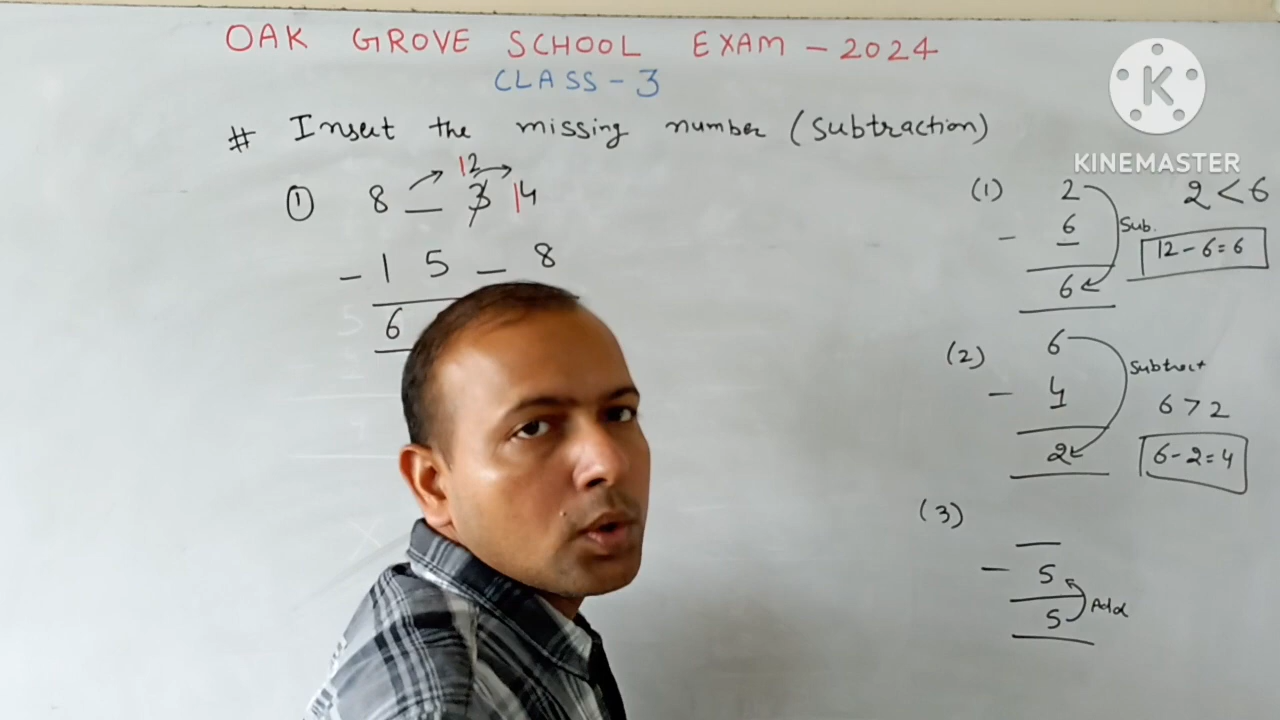 OAK GROVE SCHOOL EXAM - 2024
CLASS - 3
# Insert the missing number (Subtraction)
12
① 8 _ 3 14
- 1 5 _ 8
6
(1) 2 2 < 6
- 6 Sub. 12 - 6 = 6
6
(2) 6 Subtract
- 4 6 > 2
2 6 - 2 = 4
(3) _
- 5
5 Add
K
KINEMASTER